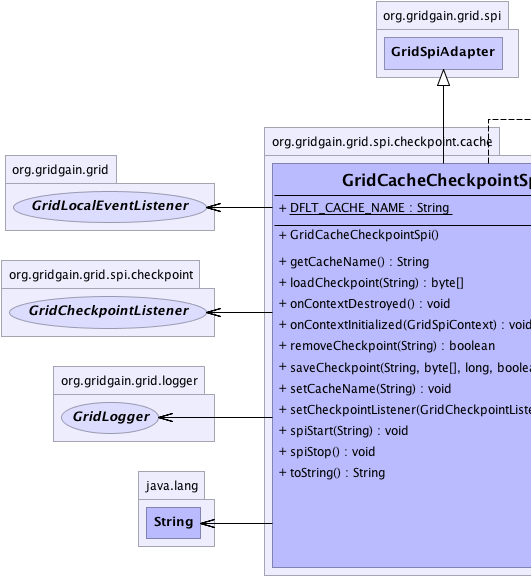 org.gridgain.grid.spi
GridSpiAdapter
org.gridgain.grid.spi.checkpoint.cache
GridCacheCheckpointSp
+ DFLT_CACHE_NAME : String
+ GridCacheCheckpointSpi()
+ getCacheName() : String
+ loadCheckpoint(String) : byte[]
+ onContextDestroyed() : void
+ onContextInitialized(GridSpiContext) : void
+ removeCheckpoint(String) : boolean
+ saveCheckpoint(String, byte[], long, boolea
+ setCacheName(String) : void
+ setCheckpointListener(GridCheckpointListe
+ spiStart(String) : void
+ spiStop() : void
+ toString() : String
org.gridgain.grid
GridLocalEventListener
org.gridgain.grid.spi.checkpoint
GridCheckpointListener
org.gridgain.grid.logger
GridLogger
java.lang
String